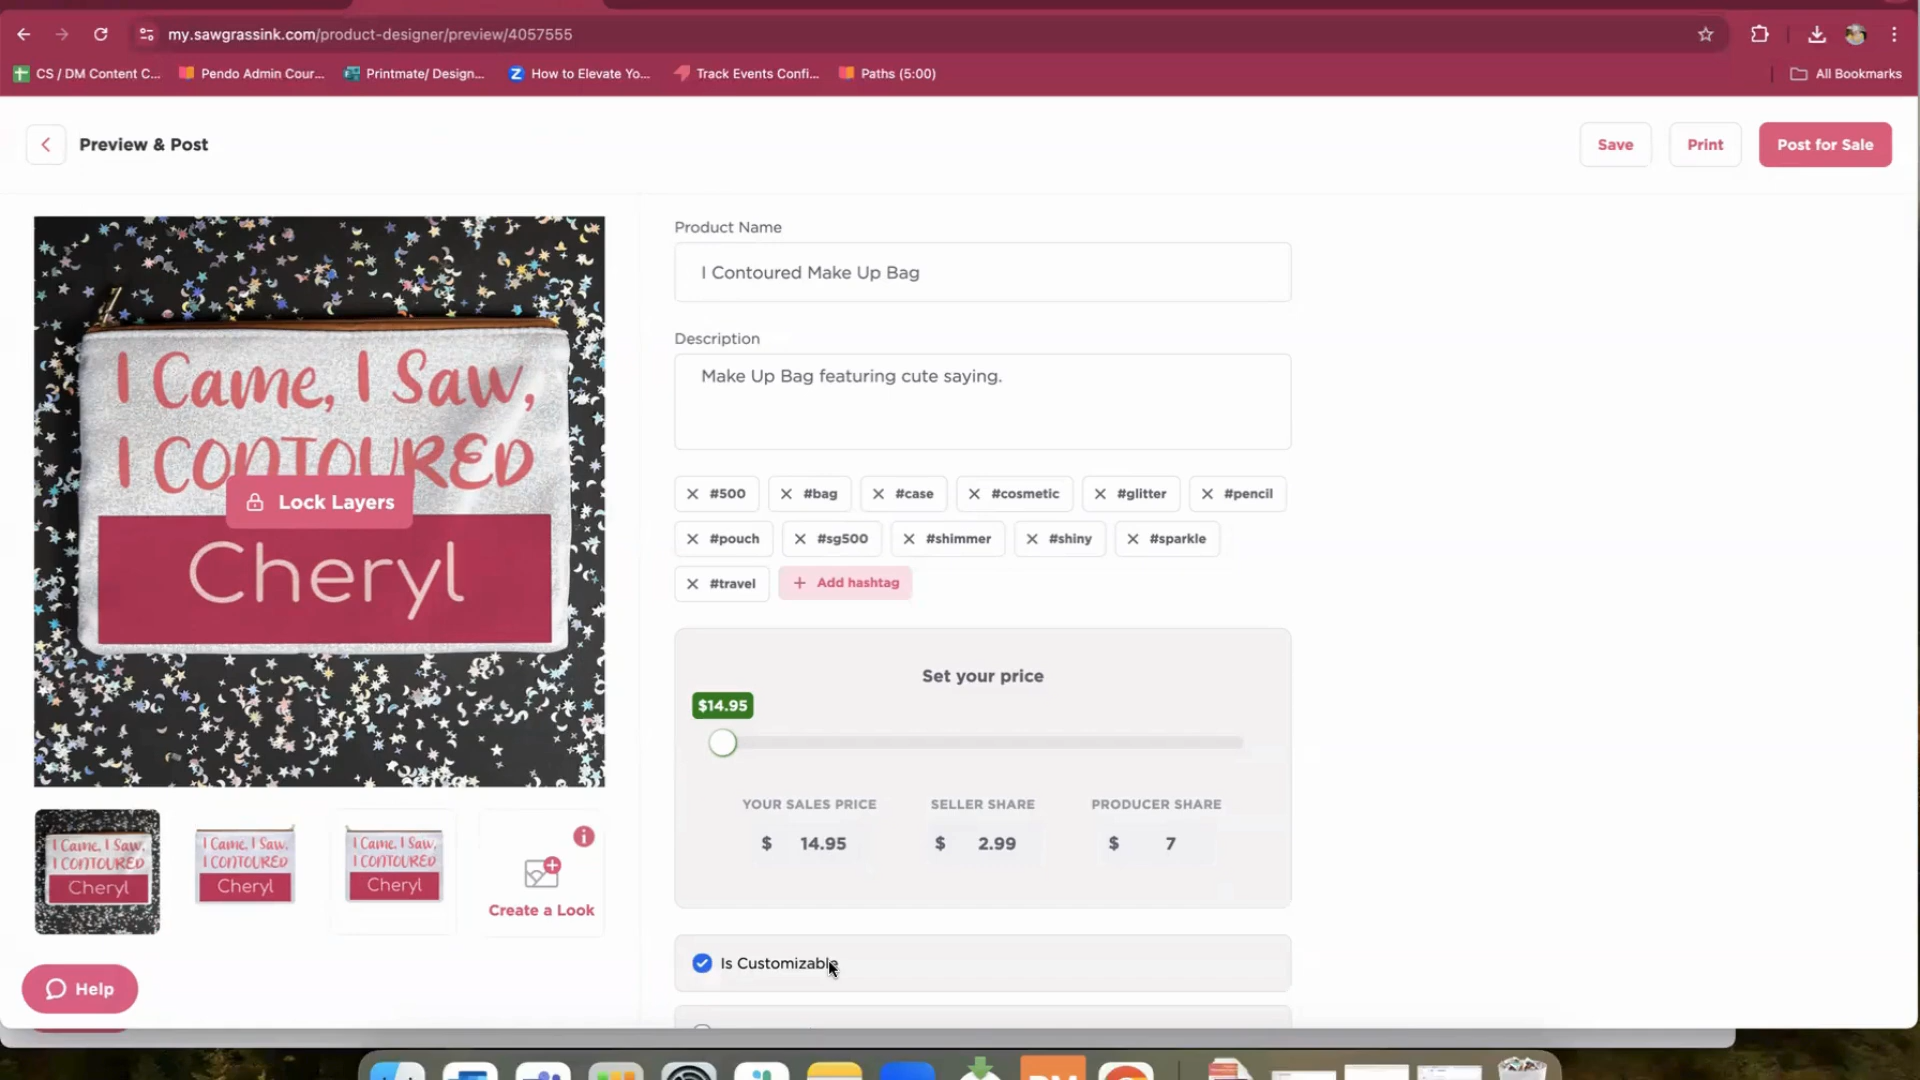 my.sawgrassink.com/product-designer/preview/4057555
CS / DM Content C...
Pendo Admin Cour...
Printmate/ Design...
How to Elevate Yo...
Track Events Confi...
Paths (5:00)
All Bookmarks
Preview & Post
Save
Print
Post for Sale
I Came, I Saw,
I CONTOURED
Lock Layers
Cheryl
I Came, I Saw,
I CONTOURED
Cheryl
I Came, I Saw,
I CONTOURED
Cheryl
I Came, I Saw,
I CONTOURED
Cheryl
Create a Look
Help
Product Name
I Contoured Make Up Bag
Description
Make Up Bag featuring cute saying.
#500 #bag #case #cosmetic #glitter #pencil
#pouch #sg500 #shimmer #shiny #sparkle
#travel + Add hashtag
Set your price
$14.95
YOUR SALES PRICE SELLER SHARE PRODUCER SHARE
$ 14.95 $ 2.99 $ 7
Is Customizable